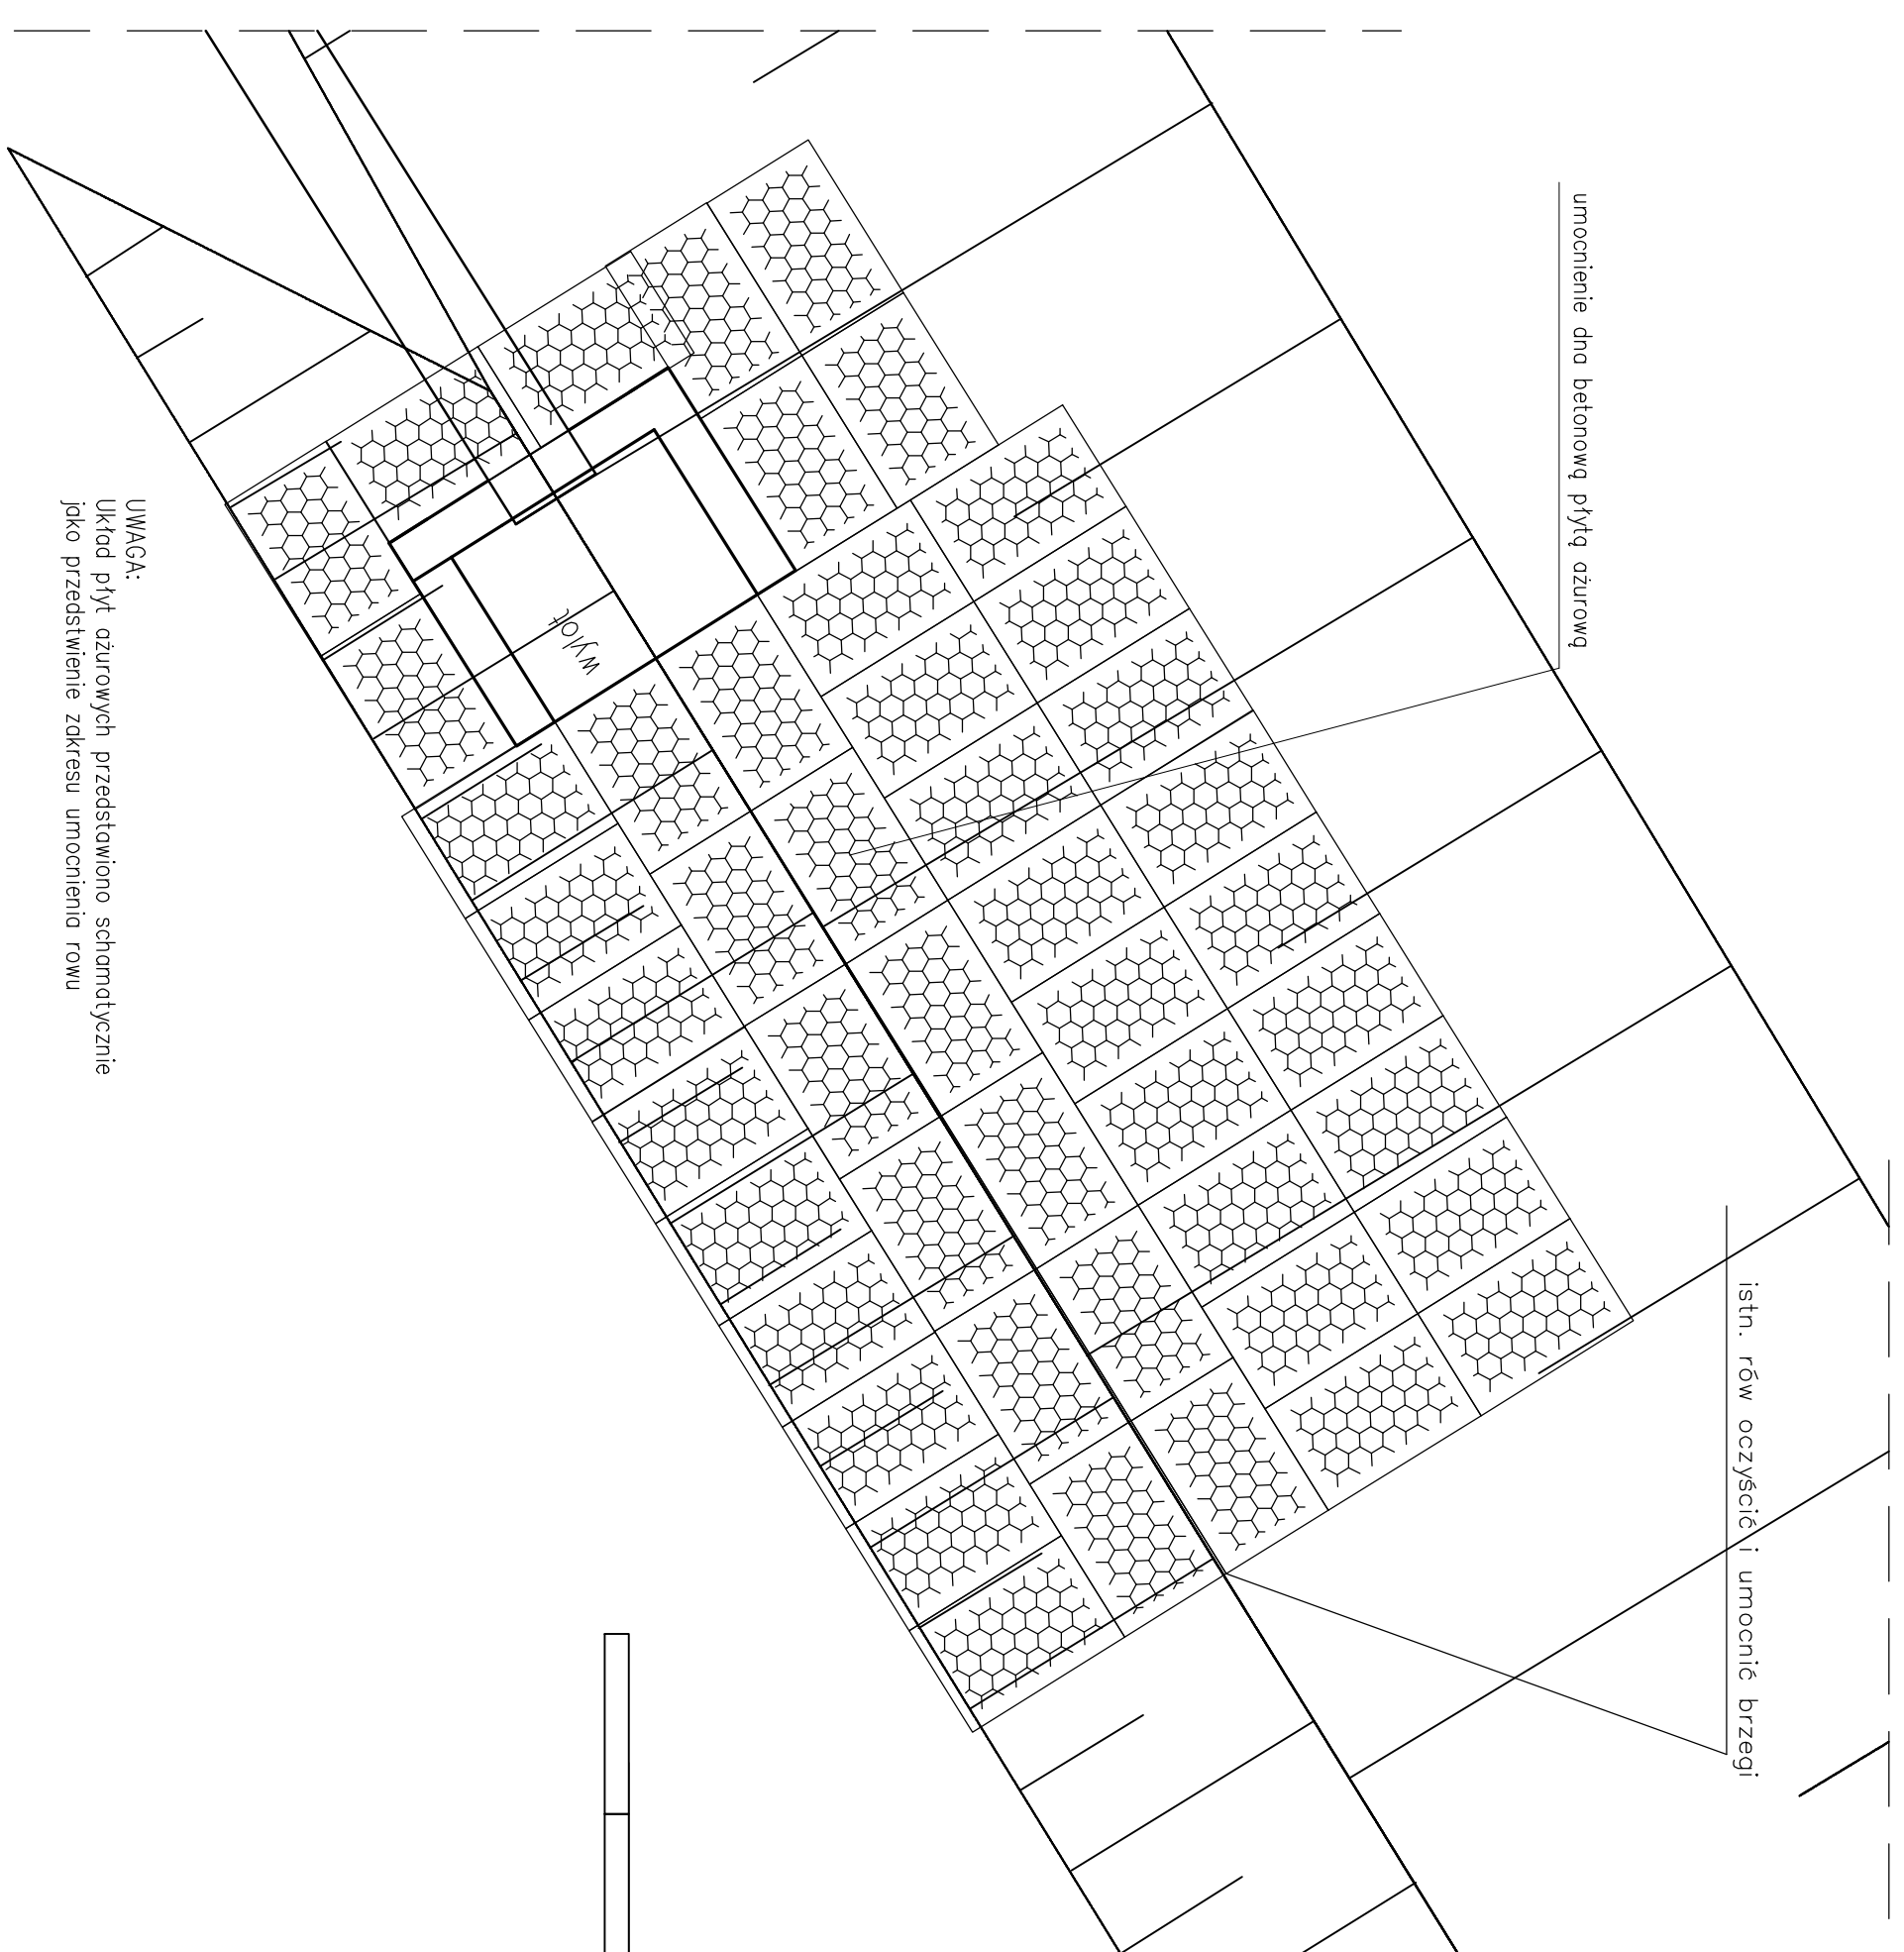 umocnienie dna betonową płytą ażurową
istn. rów oczyścić i umocnić brzegi
wylot
UWAGA:
Układ płyt ażurowych przedstawiono schamatycznie
jako przedstwienie zakresu umocnienia rowu